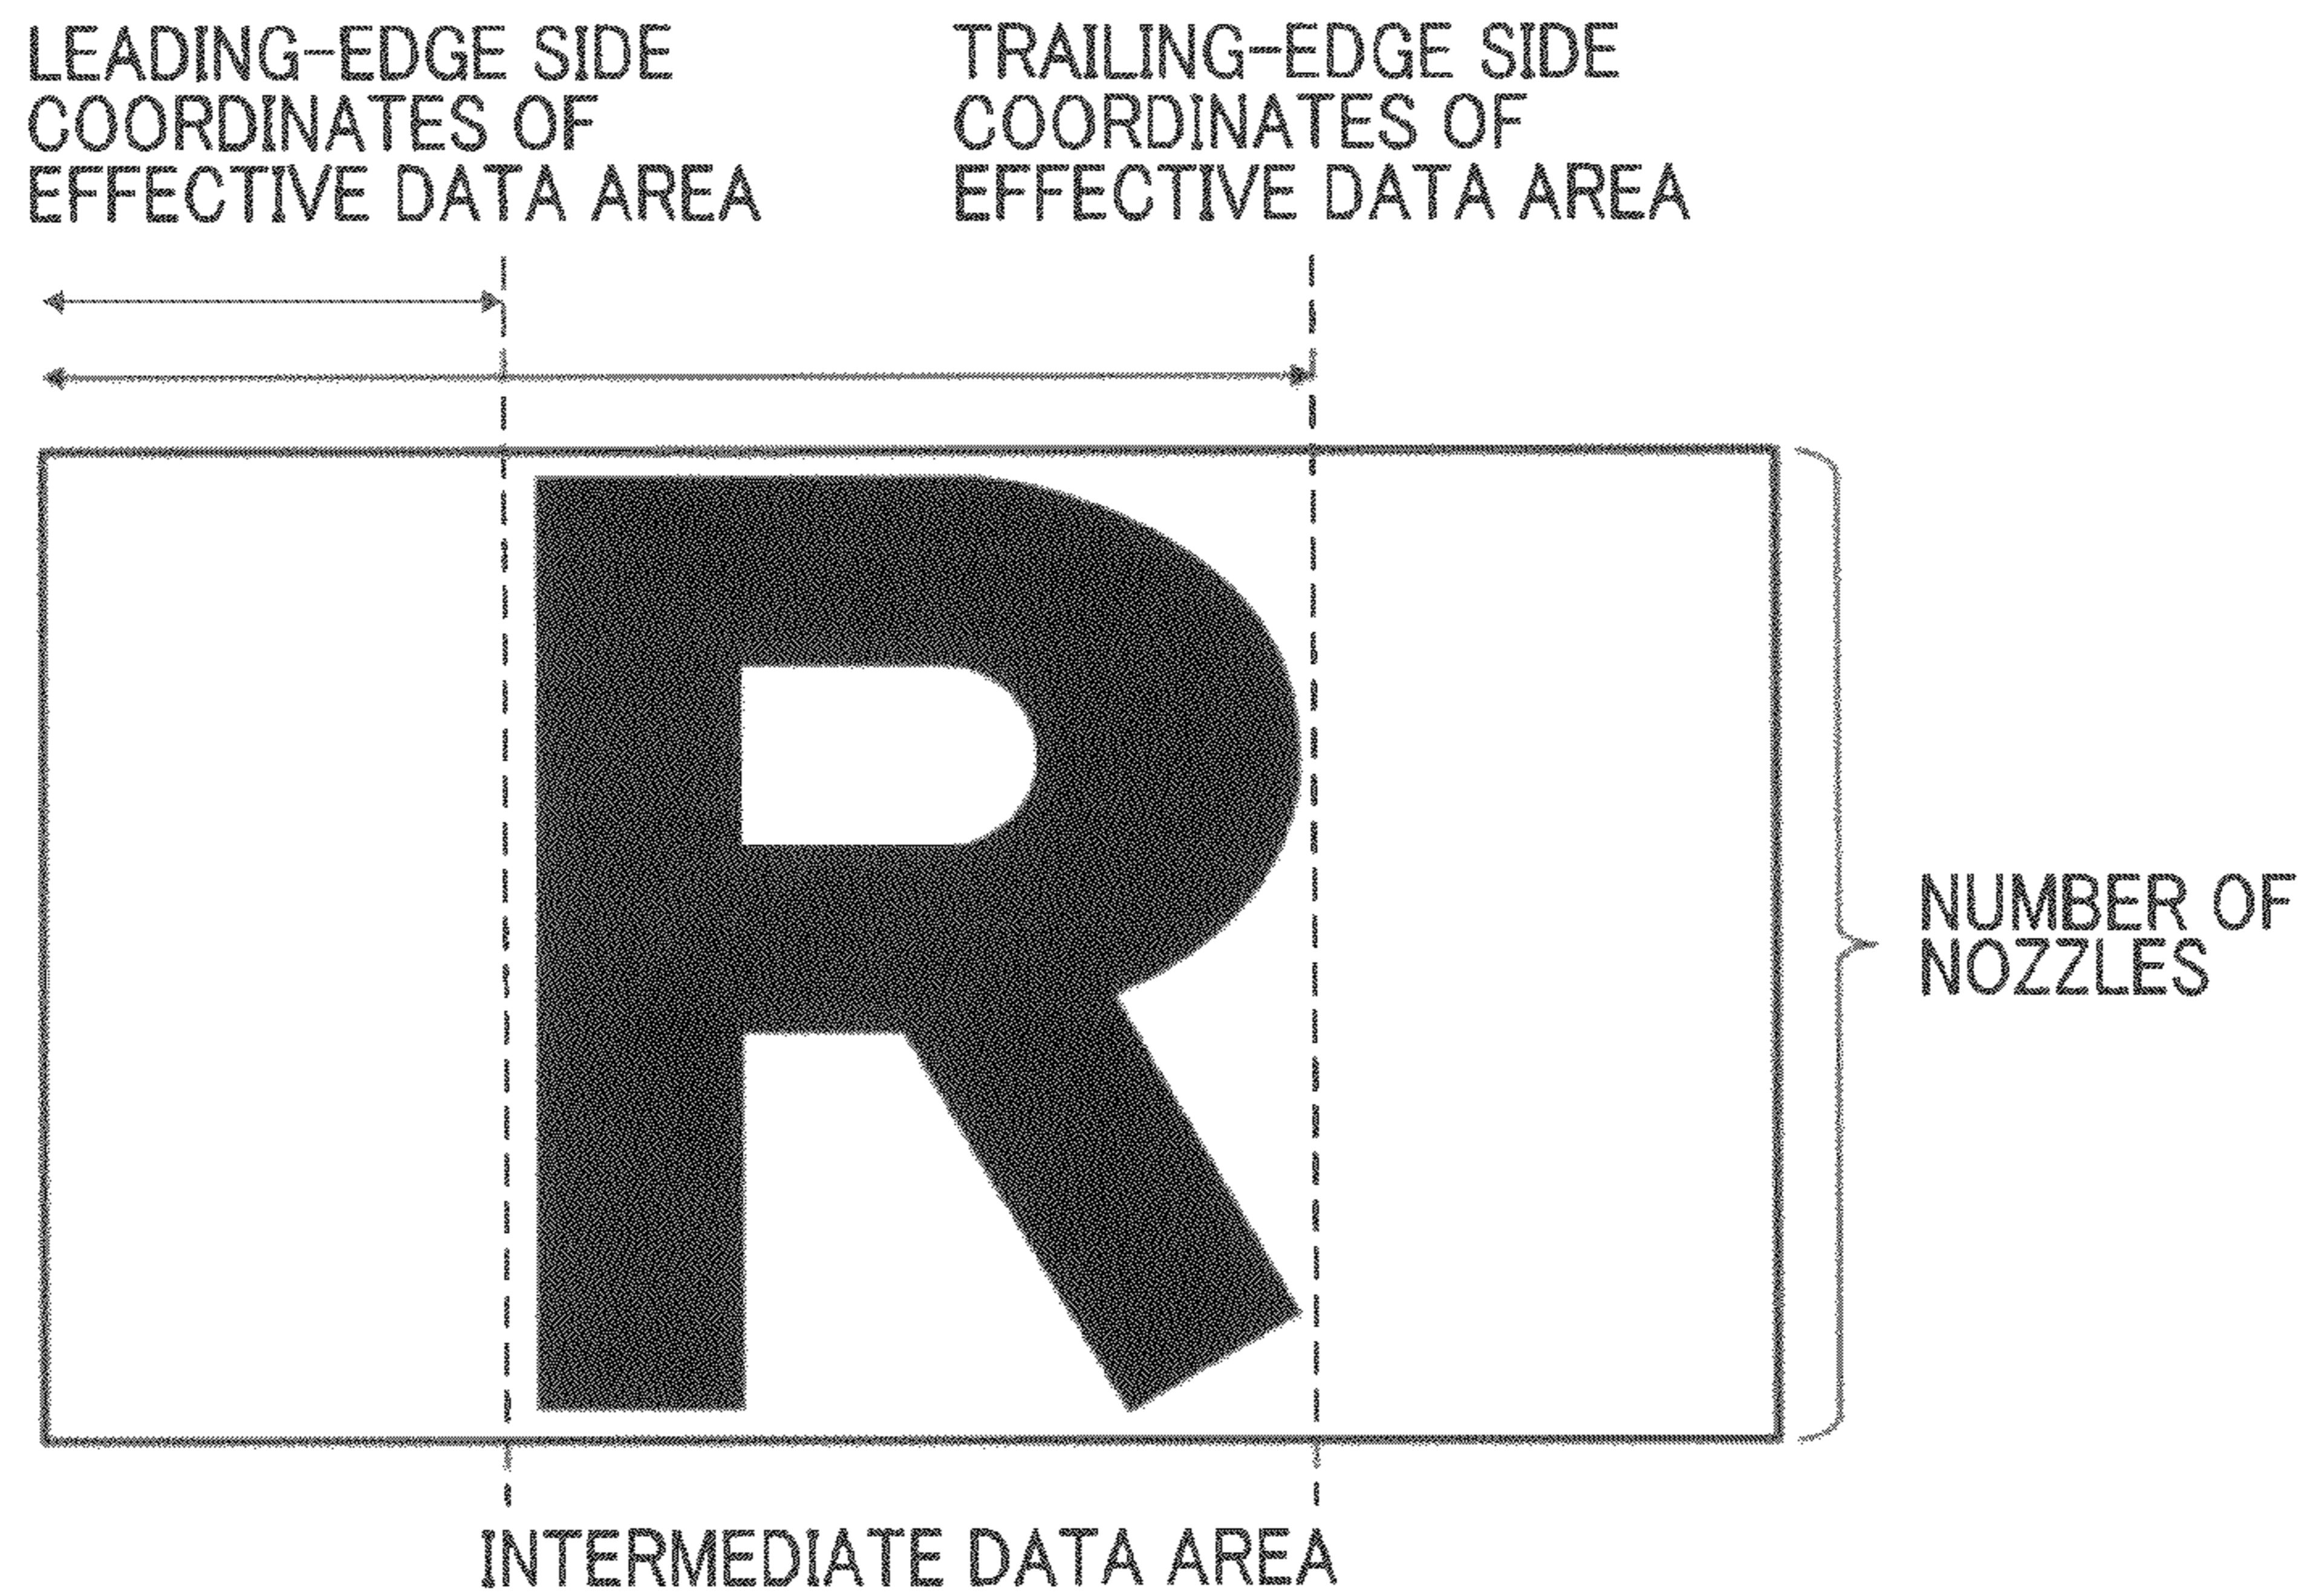 LEADING-EDGE SIDE
COORDINATES OF
EFFECTIVE DATA AREA
TRAILING-EDGE SIDE
COORDINATES OF
EFFECTIVE DATA AREA
R
NUMBER OF
NOZZLES
INTERMEDIATE DATA AREA